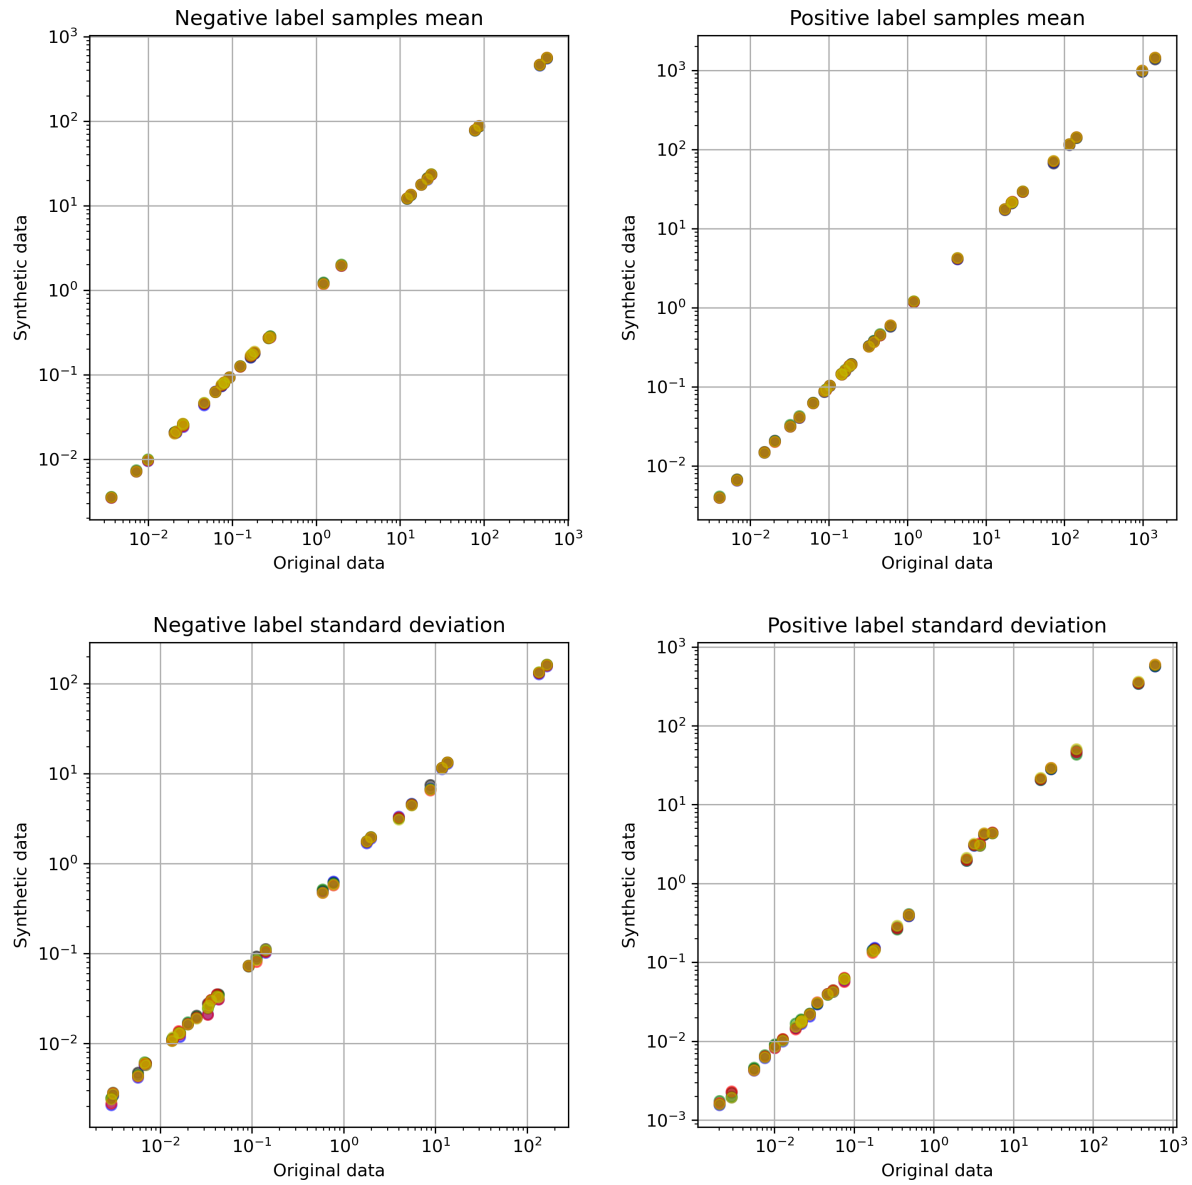 Negative label samples mean
10³
10²
10¹
10⁰
10⁻¹
10⁻²
Synthetic data
10⁻² 10⁻¹ 10⁰ 10¹ 10² 10³
Original data
Positive label samples mean
10³
10²
10¹
10⁰
10⁻¹
10⁻²
Synthetic data
10⁻² 10⁻¹ 10⁰ 10¹ 10² 10³
Original data
Negative label standard deviation
10²
10¹
10⁰
10⁻¹
10⁻²
Synthetic data
10⁻² 10⁻¹ 10⁰ 10¹ 10²
Original data
Positive label standard deviation
10³
10²
10¹
10⁰
10⁻¹
10⁻²
10⁻³
Synthetic data
10⁻² 10⁻¹ 10⁰ 10¹ 10² 10³
Original data